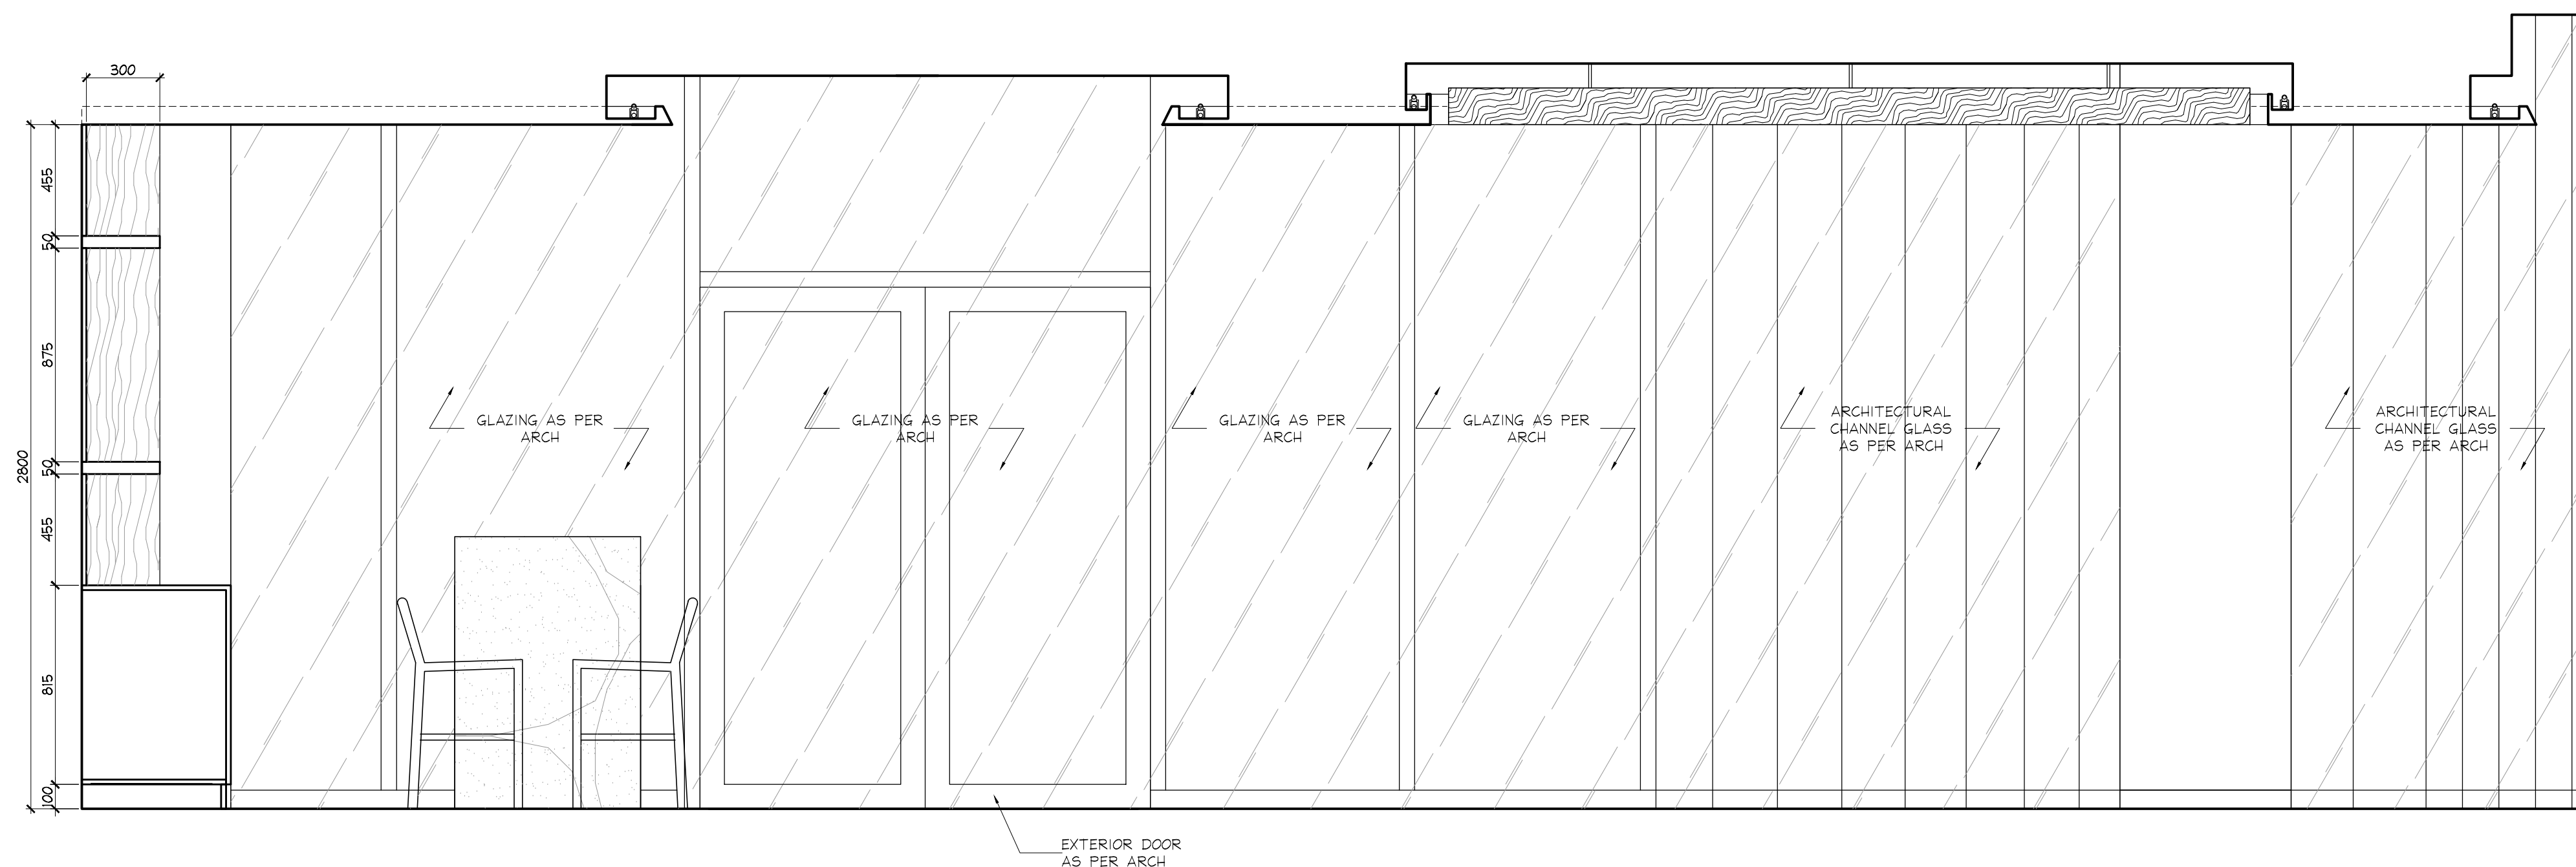 300
455
50
875
2800
50
455
815
100
GLAZING AS PER
ARCH
GLAZING AS PER
ARCH
GLAZING AS PER
ARCH
GLAZING AS PER
ARCH
ARCHITECTURAL
CHANNEL GLASS
AS PER ARCH
ARCHITECTURAL
CHANNEL GLASS
AS PER ARCH
EXTERIOR DOOR
AS PER ARCH